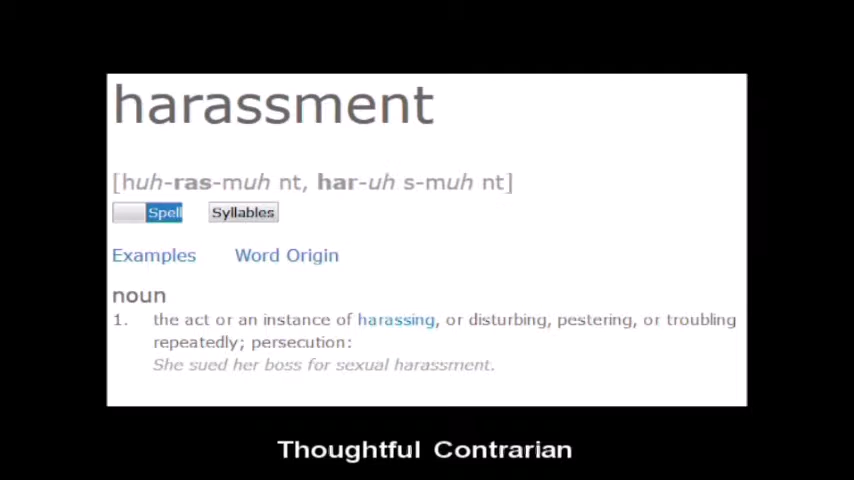 harassment
[huh-ras-muh nt, har-uh s-muh nt]
Spell Syllables
Examples Word Origin
noun
1. the act or an instance of harassing, or disturbing, pestering, or troubling
repeatedly; persecution:
She sued her boss for sexual harassment.
Thoughtful Contrarian